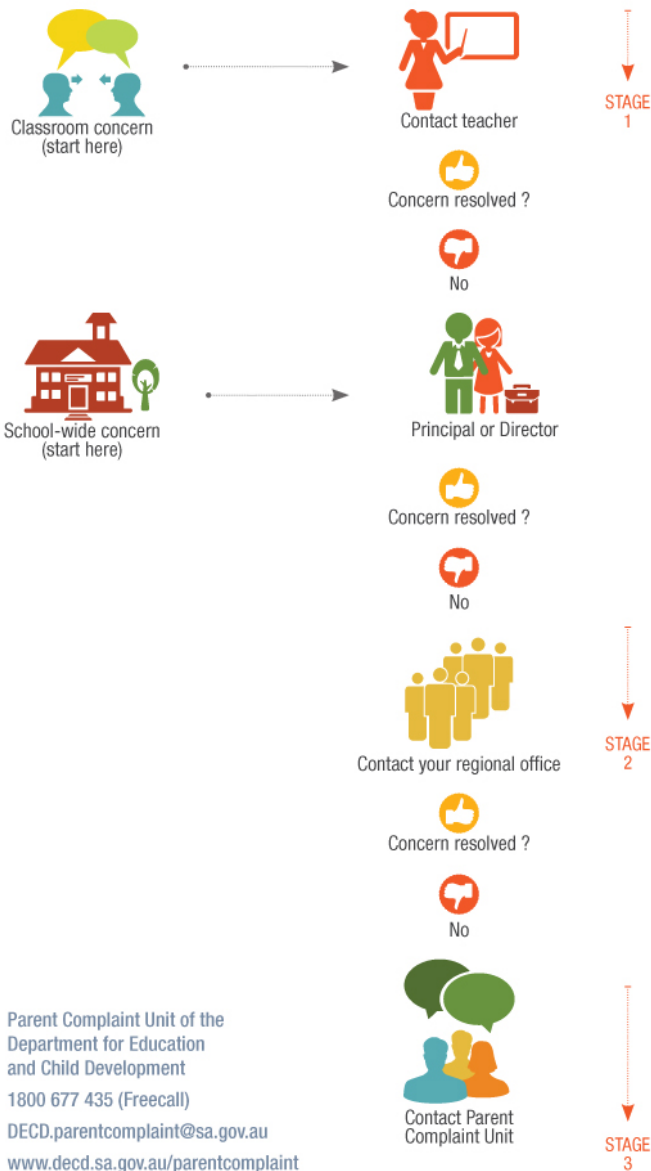 Classroom concern
(start here)
Contact teacher
STAGE
1
Concern resolved ?
No
School-wide concern
(start here)
Principal or Director
Concern resolved ?
No
Contact your regional office
STAGE
2
Concern resolved ?
No
Contact Parent
Complaint Unit
STAGE
3
Parent Complaint Unit of the
Department for Education
and Child Development
1800 677 435 (Freecall)
DECD.parentcomplaint@sa.gov.au
www.decd.sa.gov.au/parentcomplaint